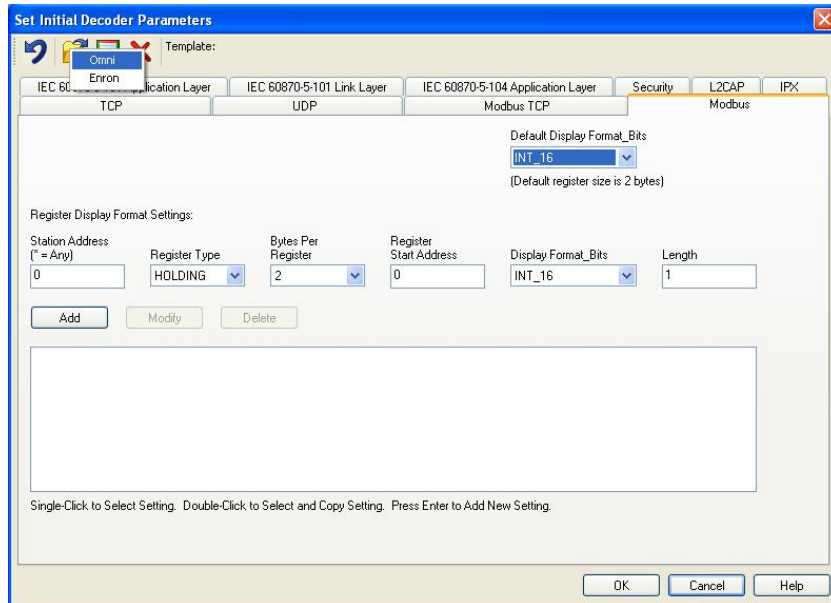 Set Initial Decoder Parameters
Template:
Omni
Enron
IEC 60 lication Layer
IEC 60870-5-101 Link Layer
IEC 60870-5-104 Application Layer
Security
L2CAP
IPX
TCP
UDP
Modbus TCP
Modbus
Default Display Format_Bits
INT_16
(Default register size is 2 bytes)
Register Display Format Settings:
Station Address
(* = Any)
Register Type
Bytes Per
Register
Register
Start Address
Display Format_Bits
Length
0
HOLDING
2
0
INT_16
1
Add
Modify
Delete
Single-Click to Select Setting. Double-Click to Select and Copy Setting. Press Enter to Add New Setting.
OK
Cancel
Help